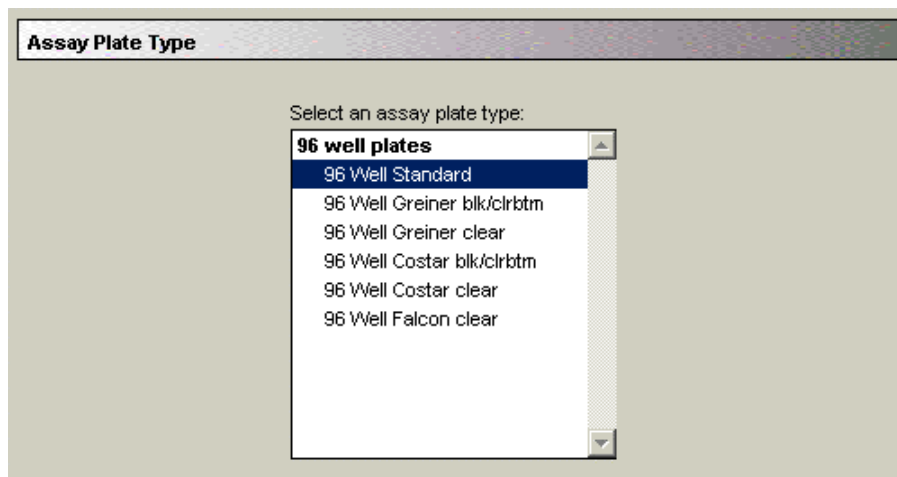 Assay Plate Type
Select an assay plate type:
96 well plates
96 Well Standard
96 Well Greiner blk/clrbtm
96 Well Greiner clear
96 Well Costar blk/clrbtm
96 Well Costar clear
96 Well Falcon clear